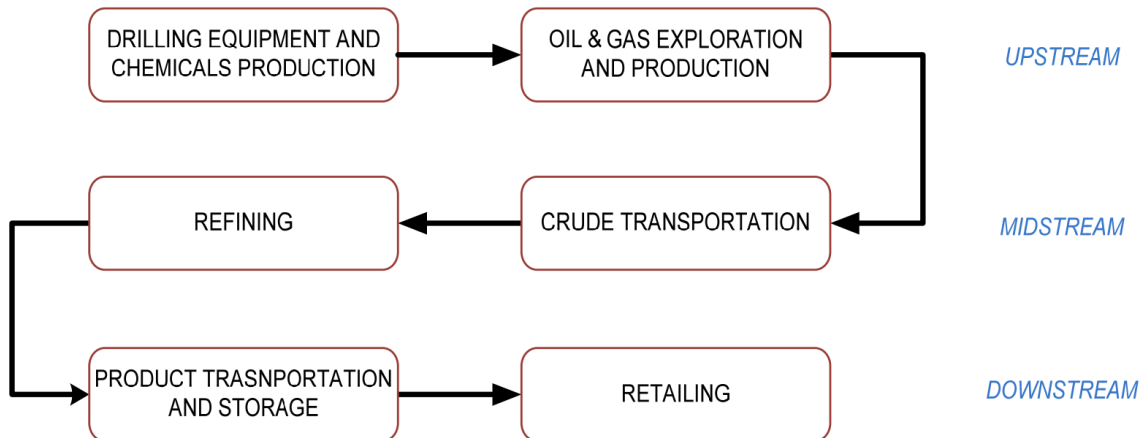 DRILLING EQUIPMENT AND
CHEMICALS PRODUCTION
OIL & GAS EXPLORATION
AND PRODUCTION
UPSTREAM
REFINING
CRUDE TRANSPORTATION
MIDSTREAM
PRODUCT TRASNPORTATION
AND STORAGE
RETAILING
DOWNSTREAM